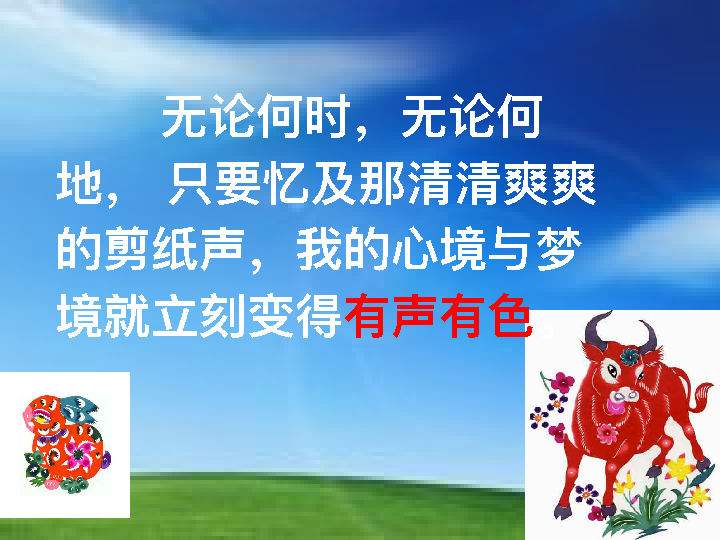 无论何时，无论何
地， 只要忆及那清清爽爽
的剪纸声，我的心境与梦
境就立刻变得有声有色。